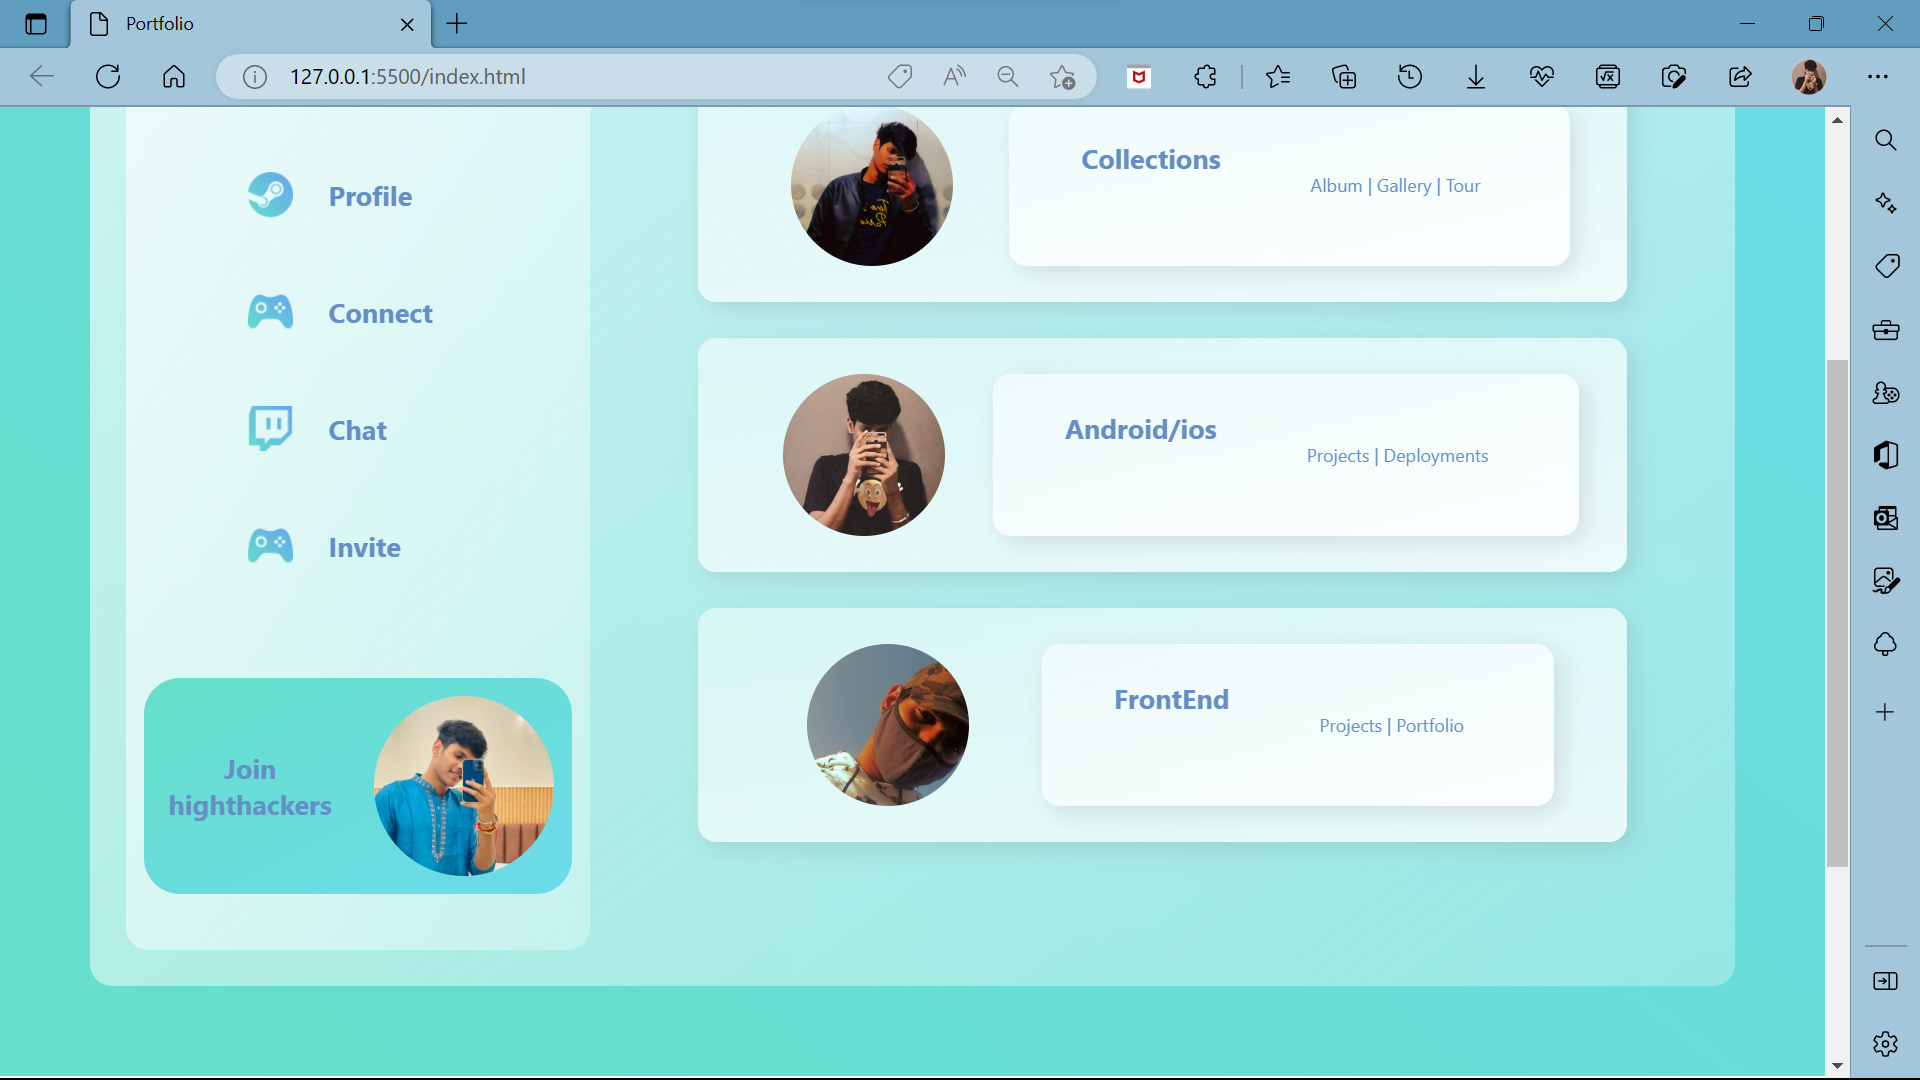 Portfolio
127.0.0.1:5500/index.html
Profile
Connect
Chat
Invite
Join
highthackers
Collections
Album | Gallery | Tour
Android/ios
Projects | Deployments
FrontEnd
Projects | Portfolio